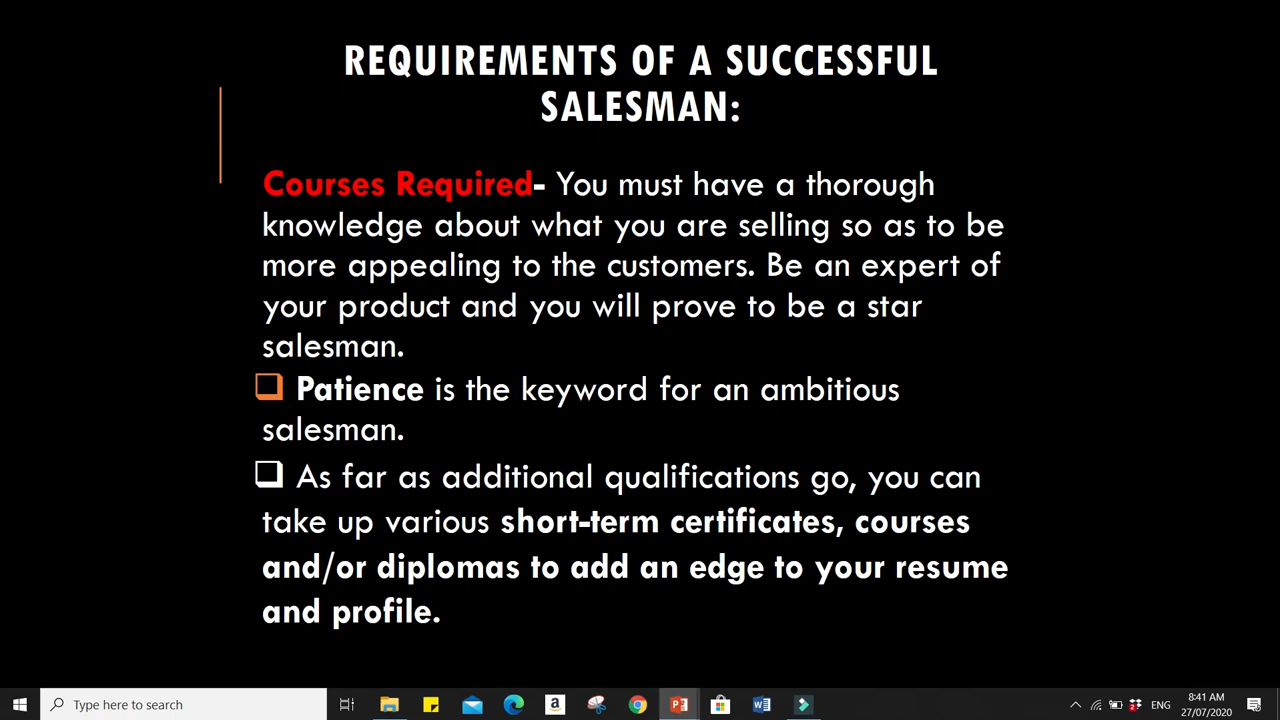 REQUIREMENTS OF A SUCCESSFUL
SALESMAN:
Courses Required- You must have a thorough
knowledge about what you are selling so as to be
more appealing to the customers. Be an expert of
your product and you will prove to be a star
salesman.
Patience is the keyword for an ambitious
salesman.
As far as additional qualifications go, you can
take up various short-term certificates, courses
and/or diplomas to add an edge to your resume
and profile.
Type here to search
ENG
8:41 AM
27/07/2020